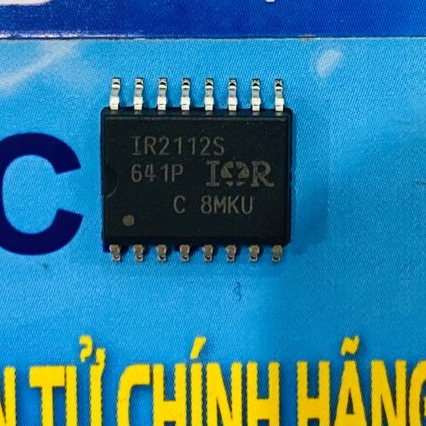 C
IR2112S
641P IOR
C 8MKU
N TỬ CHÍNH HÃNG